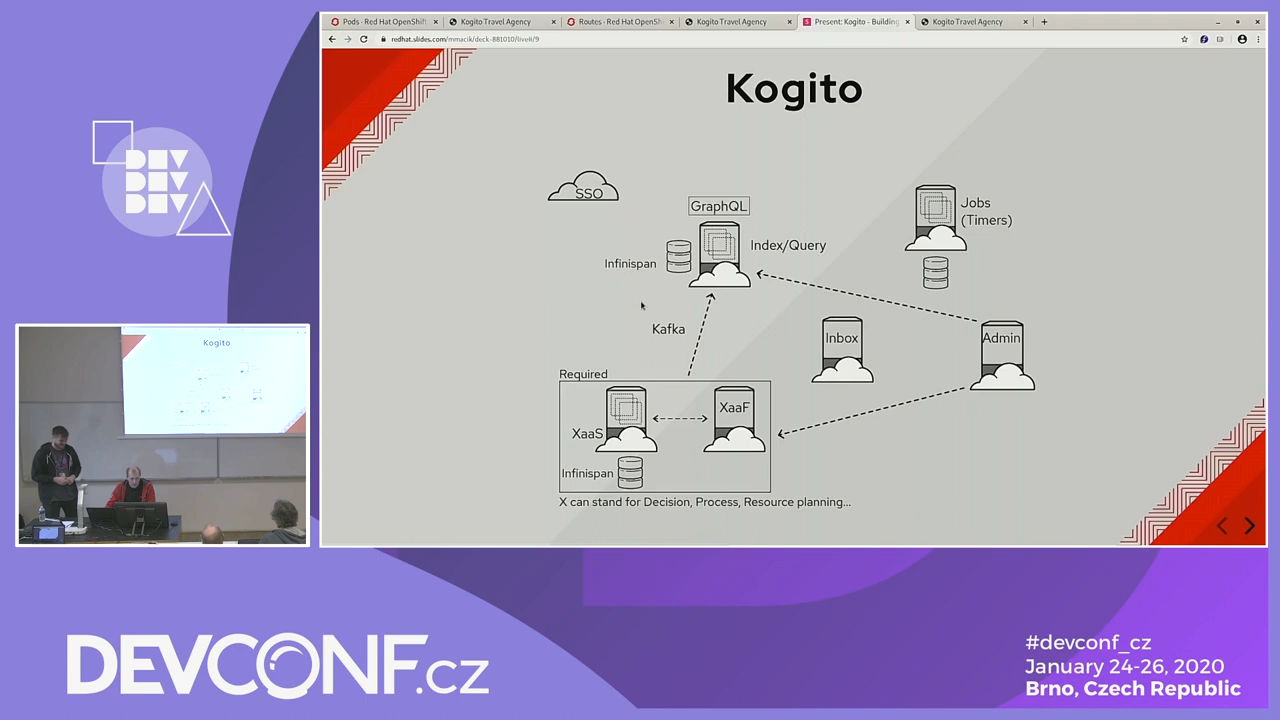 Pods · Red Hat OpenShift
Kogito Travel Agency
Routes · Red Hat OpenShi
Kogito Travel Agency
Present: Kogito - Building
Kogito Travel Agency
redhat.slides.com/mmacik/deck-881010/live#/9
Kogito
SSO
GraphQL
Jobs
(Timers)
Index/Query
Infinispan
Kafka
Inbox
Admin
Required
XaaF
XaaS
Infinispan
X can stand for Decision, Process, Resource planning...
DEV
DEV
DEV
Kogito
DEVCONF.cz
#devconf_cz
January 24-26, 2020
Brno, Czech Republic